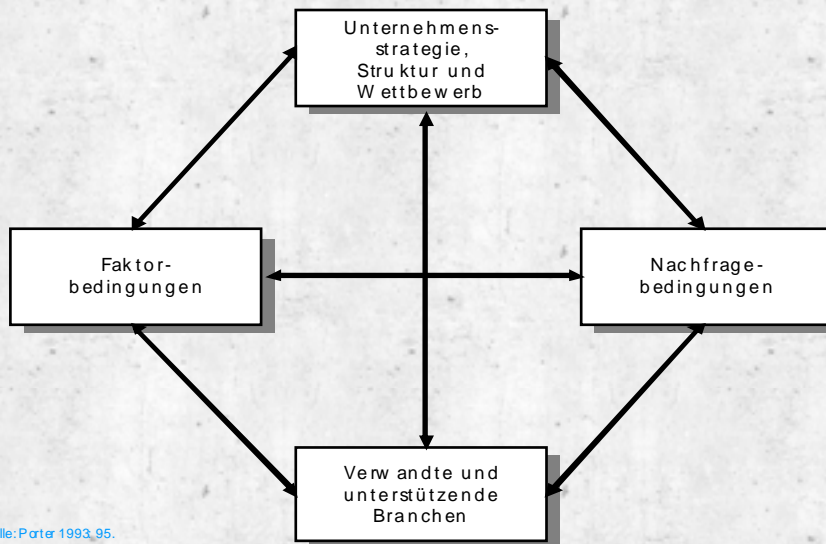 Unternehmens-
strategie,
Struktur und
Wettbewerb
Faktor-
bedingungen
Nachfrage-
bedingungen
Verwandte und
unterstützende
Branchen
lle: Porter 1993: 95.